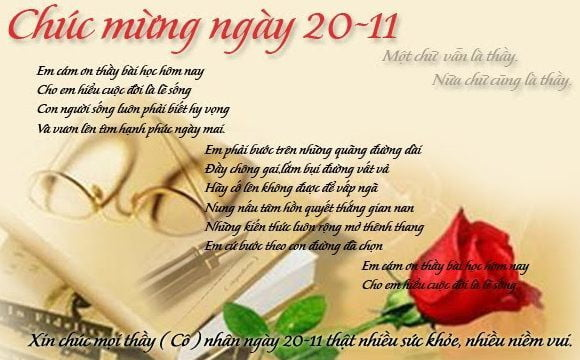 Chúc mừng ngày 20-11
Một chữ vẫn là thầy.
Nữa chữ cũng là thầy.
Em cám ơn thầy bài học hôm nay
Cho em hiểu cuộc đời là lẽ sống
Con người sống luôn phải biết hy vọng
Và vươn lên tìm hạnh phúc ngày mai.
Em phải bước trên những quãng đường dài
Đầy chông gai,lấm bụi đường vất vả
Hãy cố lên không được để vấp ngã
Nung nấu tâm hồn quyết thắng gian nan
Những kiến thức luôn rộng mở thênh thang
Em cứ bước theo con đường đã chọn
Em cám ơn thầy bài học hôm nay
Cho em hiểu cuộc đời là lẽ sống
Xin chúc mọi thầy ( Cô ) nhân ngày 20-11 thật nhiều sức khỏe, nhiều niềm vui.